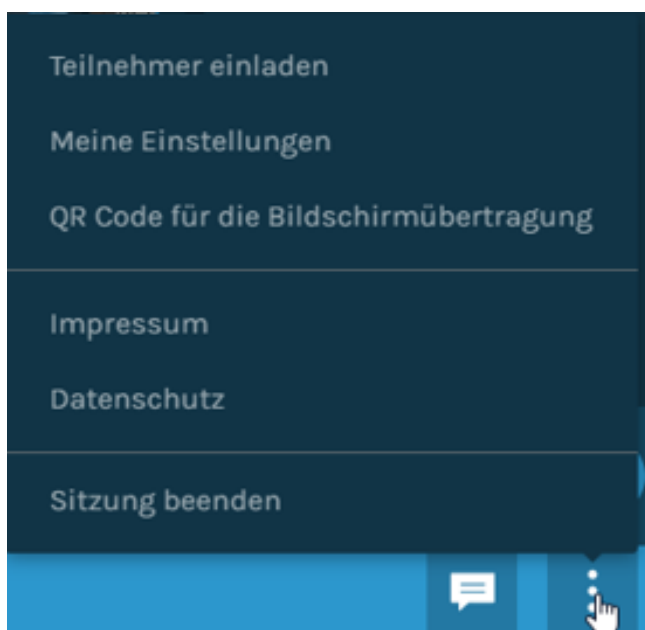 Teilnehmer einladen
Meine Einstellungen
QR Code für die Bildschirmübertragung
Impressum
Datenschutz
Sitzung beenden